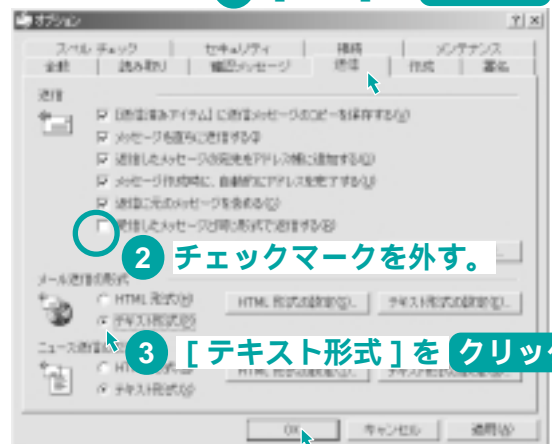 オプション
スペル チェック セキュリティ 接続 メンテナンス
全般 読み取り 確認メッセージ 送信 作成 署名
送信
[送信済みアイテム] に送信メッセージのコピーを保存する(V)
メッセージを直ちに送信する(I)
返信したメッセージの宛先をアドレス帳に追加する(Q)
メッセージ作成時に、自動的にアドレスを完了する(U)
返信に元のメッセージを含める(C)
受信したメッセージと同じ形式で返信する(R)
2 チェックマークを外す。
メール送信の形式
HTML 形式(H) HTML 形式の設定(G)... テキスト形式の設定(E)...
テキスト形式(P)
3 [テキスト形式]を クリック
ニュース送信の
テキスト形式(X)
OK キャンセル 適用(A)